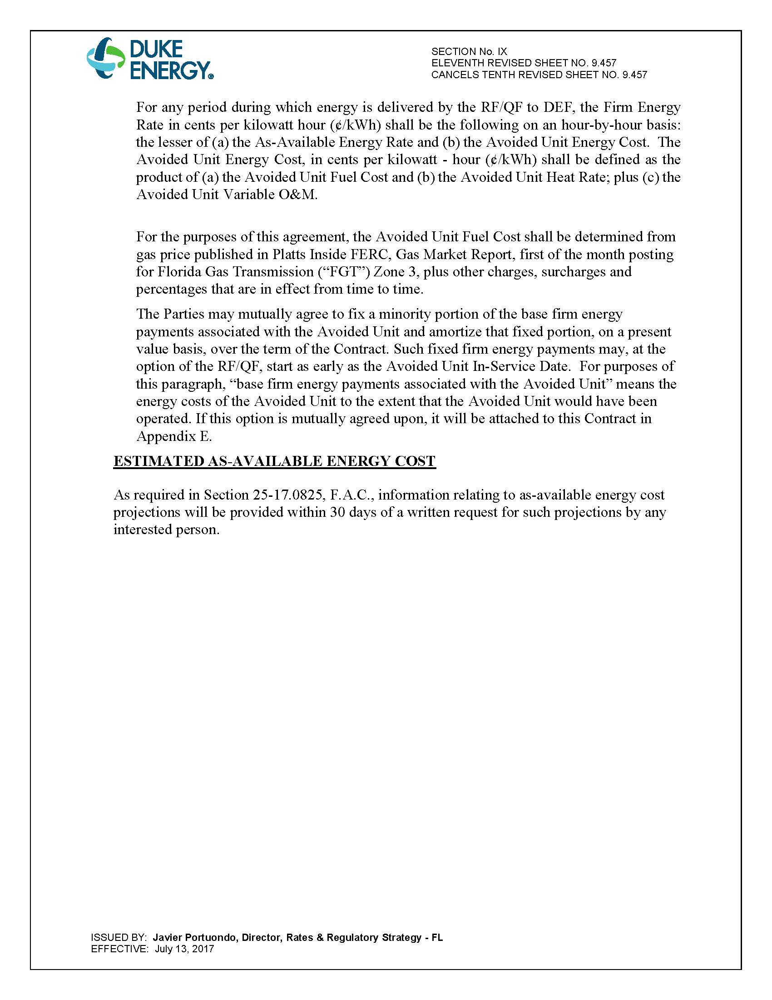 DUKE
ENERGY®
SECTION No. IX
ELEVENTH REVISED SHEET NO. 9.457
CANCELS TENTH REVISED SHEET NO. 9.457
For any period during which energy is delivered by the RF/QF to DEF, the Firm Energy
Rate in cents per kilowatt hour (¢/kWh) shall be the following on an hour-by-hour basis:
the lesser of (a) the As-Available Energy Rate and (b) the Avoided Unit Energy Cost.  The
Avoided Unit Energy Cost, in cents per kilowatt - hour (¢/kWh) shall be defined as the
product of (a) the Avoided Unit Fuel Cost and (b) the Avoided Unit Heat Rate; plus (c) the
Avoided Unit Variable O&M.
For the purposes of this agreement, the Avoided Unit Fuel Cost shall be determined from
gas price published in Platts Inside FERC, Gas Market Report, first of the month posting
for Florida Gas Transmission (“FGT”) Zone 3, plus other charges, surcharges and
percentages that are in effect from time to time.
The Parties may mutually agree to fix a minority portion of the base firm energy
payments associated with the Avoided Unit and amortize that fixed portion, on a present
value basis, over the term of the Contract. Such fixed firm energy payments may, at the
option of the RF/QF, start as early as the Avoided Unit In-Service Date.  For purposes of
this paragraph, “base firm energy payments associated with the Avoided Unit” means the
energy costs of the Avoided Unit to the extent that the Avoided Unit would have been
operated. If this option is mutually agreed upon, it will be attached to this Contract in
Appendix E.
ESTIMATED AS-AVAILABLE ENERGY COST
As required in Section 25-17.0825, F.A.C., information relating to as-available energy cost
projections will be provided within 30 days of a written request for such projections by any
interested person.
ISSUED BY:  Javier Portuondo, Director, Rates & Regulatory Strategy - FL
EFFECTIVE:  July 13, 2017